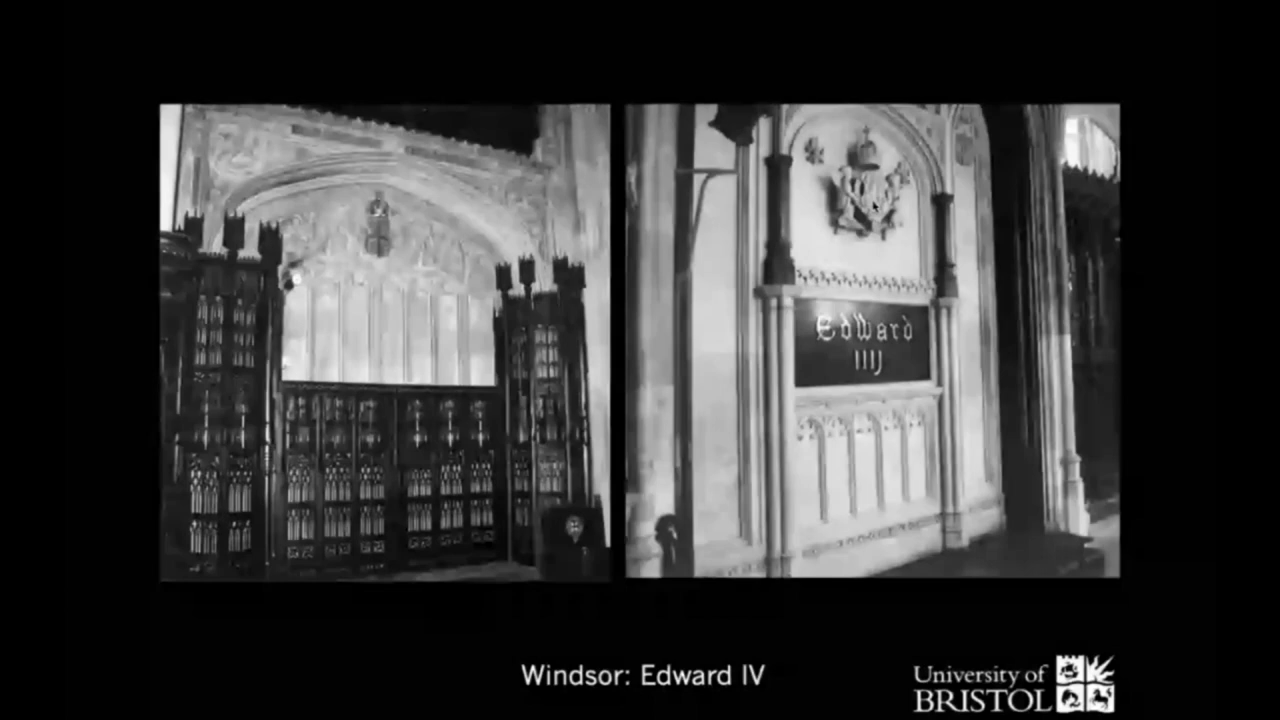 EdWard
IIIJ
Windsor: Edward IV
University of
BRISTOL